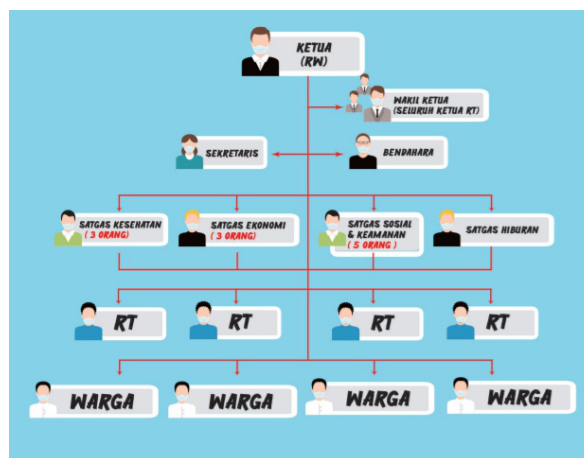 KETUA
(RW)
WAKIL KETUA
(SELURUH KETUA RT)
SEKRETARIS
BENDAHARA
SATGAS KESEHATAN
( 3 ORANG)
SATGAS EKONOMI
( 3 ORANG)
SATGAS SOSIAL
& KEAMANAN
( 5 ORANG )
SATGAS HIBURAN
RT
RT
RT
RT
WARGA
WARGA
WARGA
WARGA